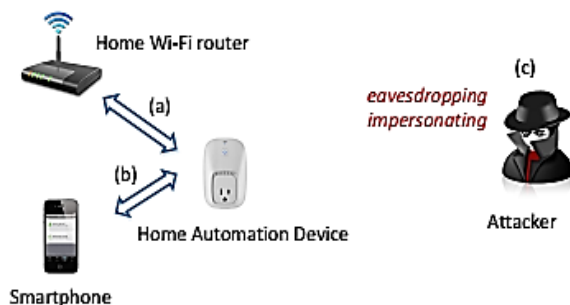 Home Wi-Fi router
(a)
(b)
Home Automation Device
Smartphone
(c)
eavesdropping
impersonating
Attacker